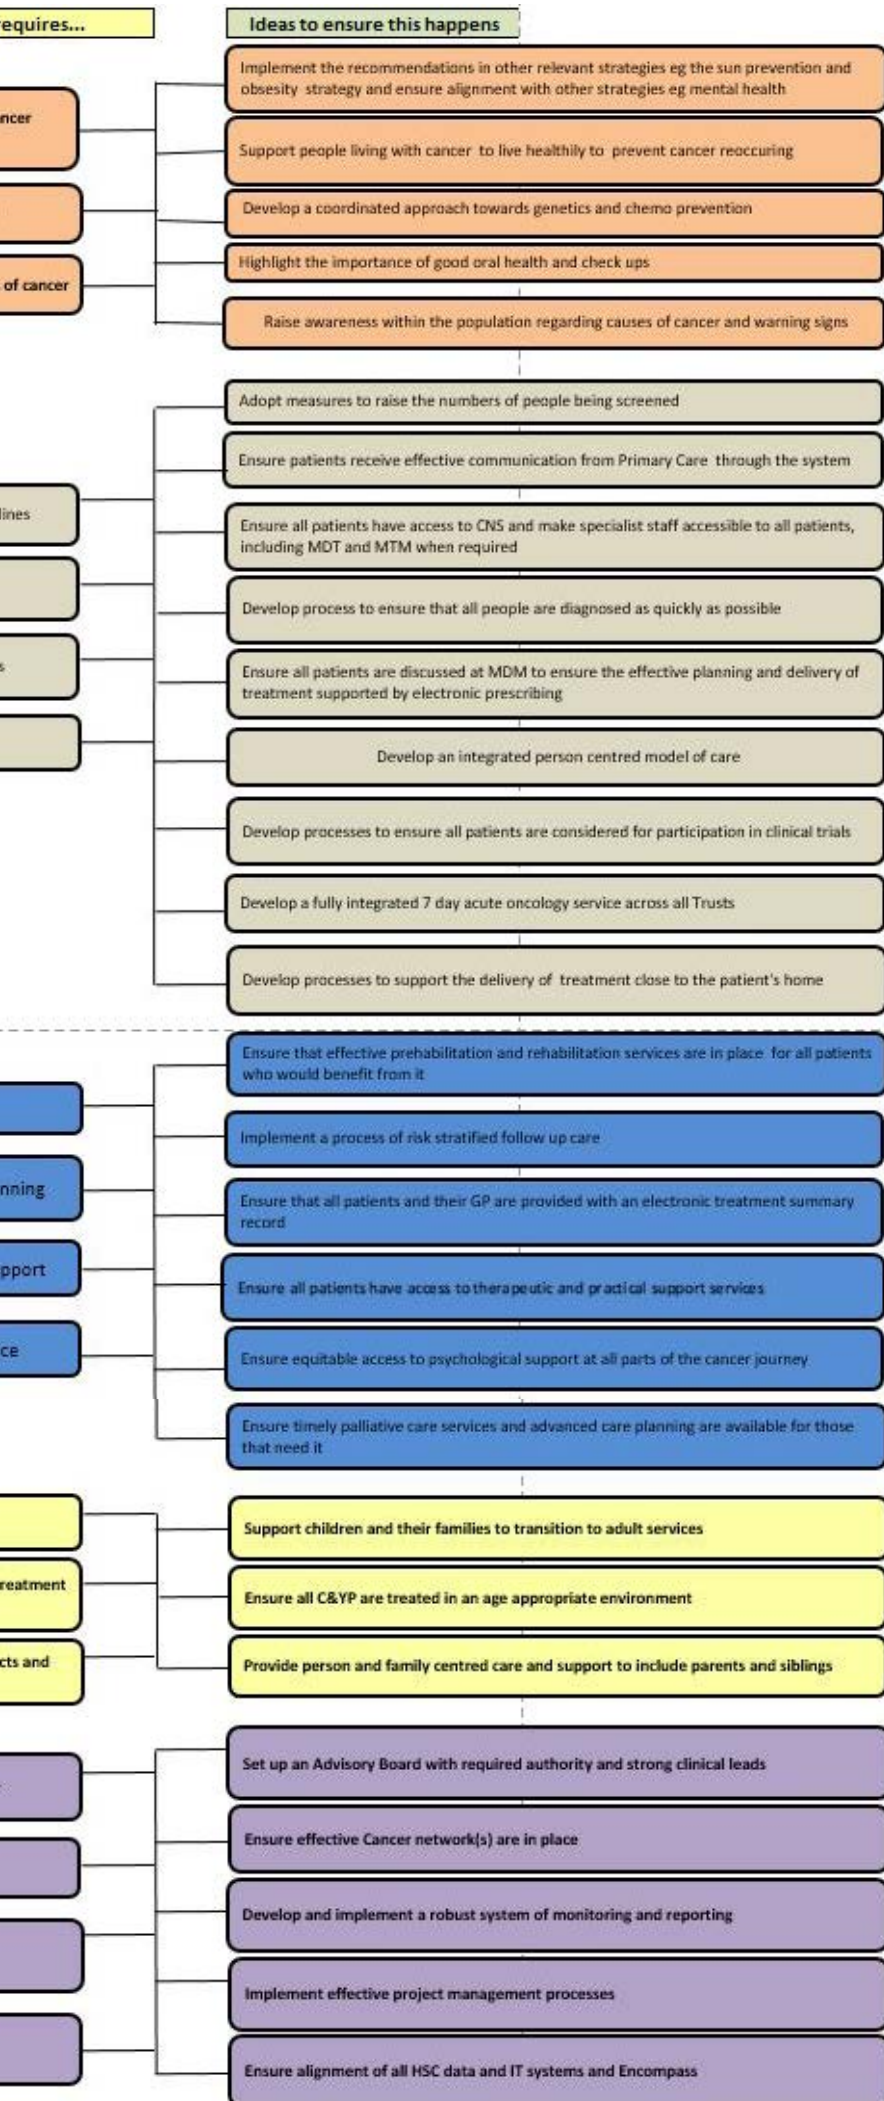 equires...
Ideas to ensure this happens
Implement the recommendations in other relevant strategies eg the sun prevention and
obsesity strategy and ensure alignment with other strategies eg mental health
ncer
Support people living with cancer to live healthily to prevent cancer reoccuring
Develop a coordinated approach towards genetics and chemo prevention
Highlight the importance of good oral health and check ups
of cancer
Raise awareness within the population regarding causes of cancer and warning signs
Adopt measures to raise the numbers of people being screened
Ensure patients receive effective communication from Primary Care through the system
lines
Ensure all patients have access to CNS and make specialist staff accessible to all patients,
including MDT and MTM when required
Develop process to ensure that all people are diagnosed as quickly as possible
s
Ensure all patients are discussed at MDM to ensure the effective planning and delivery of
treatment supported by electronic prescribing
Develop an integrated person centred model of care
Develop processes to ensure all patients are considered for participation in clinical trials
Develop a fully integrated 7 day acute oncology service across all Trusts
Develop processes to support the delivery of treatment close to the patient's home
Ensure that effective prehabilitation and rehabilitation services are in place for all patients
who would benefit from it
Implement a process of risk stratified follow up care
nning
Ensure that all patients and their GP are provided with an electronic treatment summary
record
pport
Ensure all patients have access to therapeutic and practical support services
ce
Ensure equitable access to psychological support at all parts of the cancer journey
Ensure timely palliative care services and advanced care planning are available for those
that need it
Support children and their families to transition to adult services
reatment
Ensure all C&YP are treated in an age appropriate environment
cts and
Provide person and family centred care and support to include parents and siblings
Set up an Advisory Board with required authority and strong clinical leads
Ensure effective Cancer network(s) are in place
Develop and implement a robust system of monitoring and reporting
Implement effective project management processes
Ensure alignment of all HSC data and IT systems and Encompass